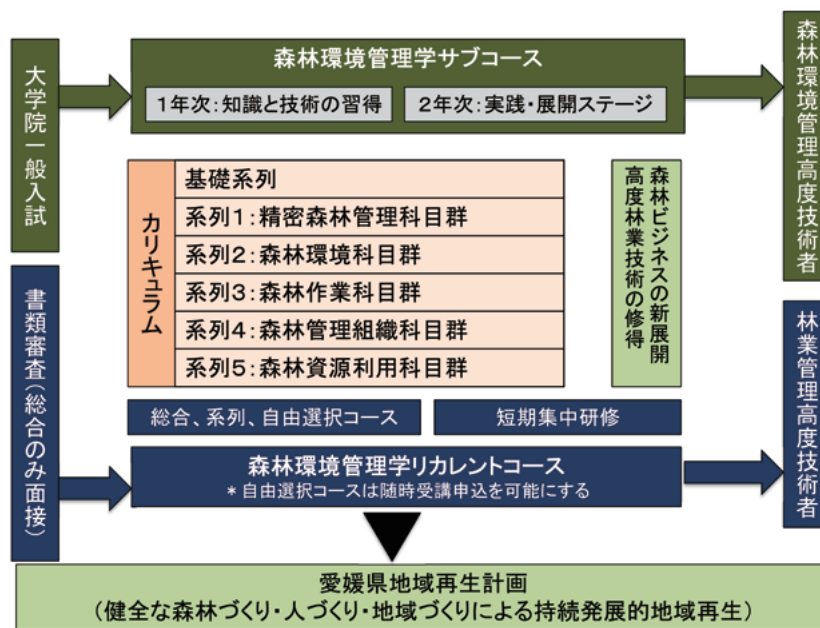 大学院一般入試
森林環境管理学サブコース
1年次：知識と技術の習得
2年次：実践・展開ステージ
森林環境管理高度技術者
カリキュラム
基礎系列
系列1：精密森林管理科目群
系列2：森林環境科目群
系列3：森林作業科目群
系列4：森林管理組織科目群
系列5：森林資源利用科目群
森林ビジネスの新展開
高度林業技術の修得
書類審査（総合のみ面接）
総合、系列、自由選択コース
短期集中研修
森林環境管理学リカレントコース
＊自由選択コースは随時受講申込を可能にする
林業管理高度技術者
愛媛県地域再生計画
（健全な森林づくり・人づくり・地域づくりによる持続発展的地域再生）